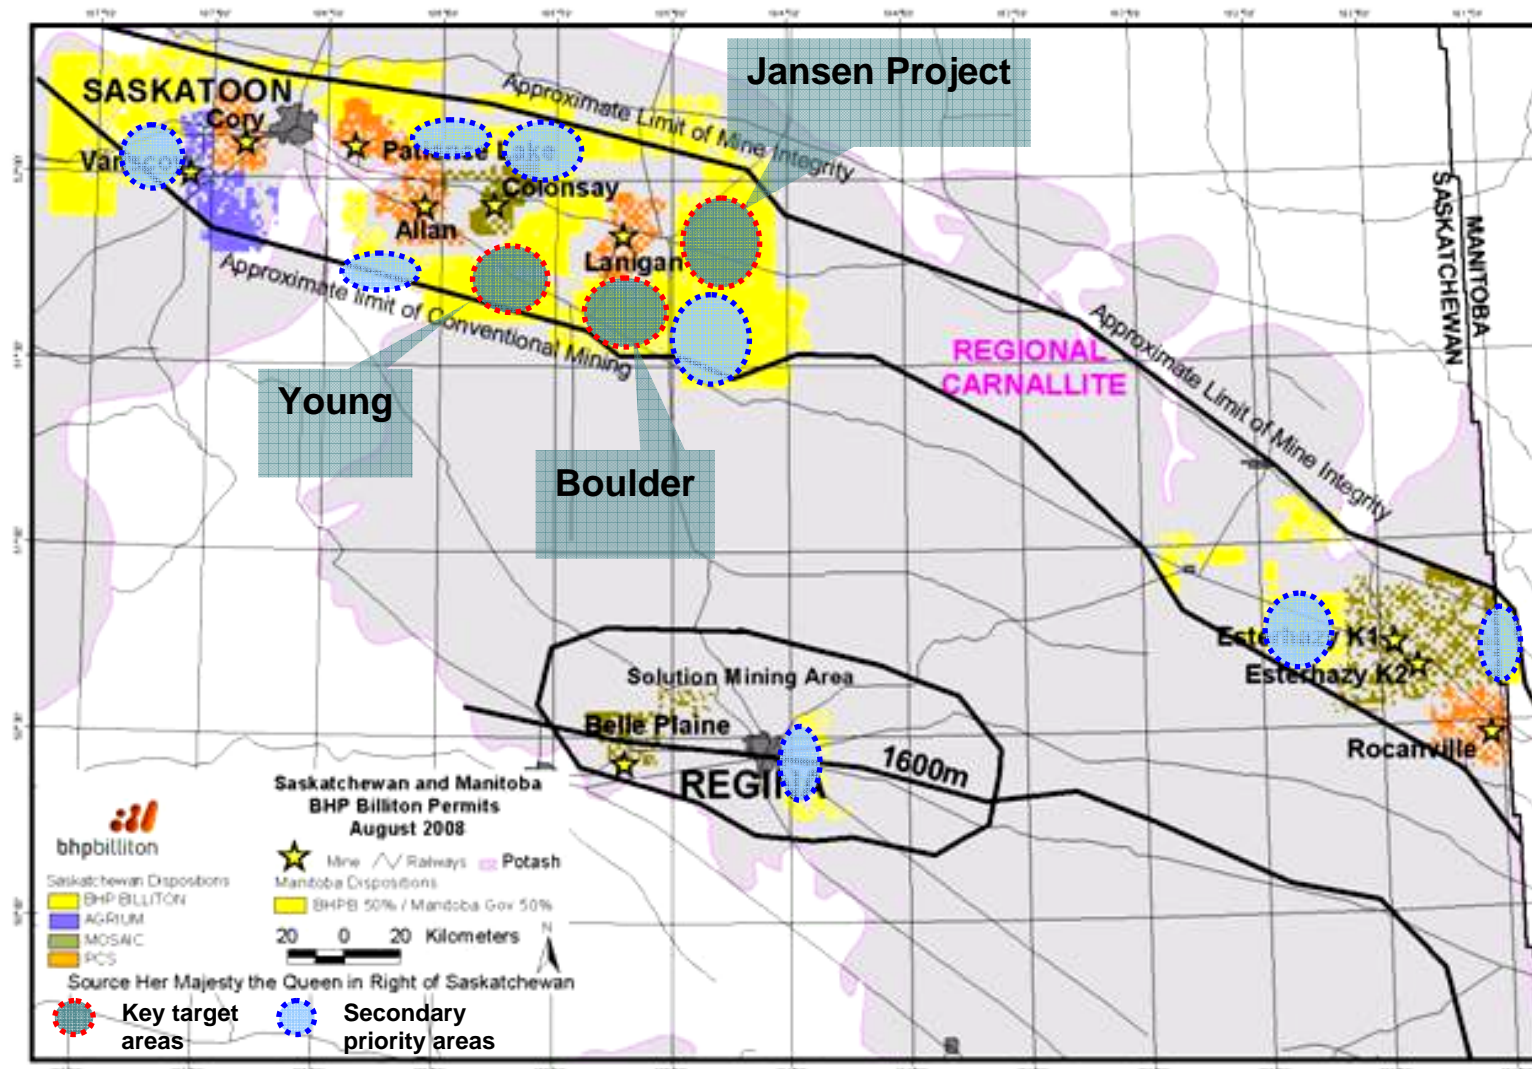 Jansen Project
SASKATOON
Cory
Approximate Limit of Mine Integrity
Colonsay
Allan
Lanigan
Approximate limit of Conventional Mining
SASKATCHEWAN
MANITOBA
REGIONAL
CARNALLITE
Approximate Limit of Mine Integrity
Young
Boulder
Esterhazy K2
Rocanville
Solution Mining Area
Belle Plaine
1600m
Saskatchewan and Manitoba
BHP Billiton Permits
August 2008
bhpbilliton
Mine Railways Potash
Saskatchewan Dispositions
Manitoba Dispositions
BHP BILLITON
BHPB 50% / Manitoba Gov 50%
AGRIUM
MOSAIC
PCS
20 0 20 Kilometers
N
Source Her Majesty the Queen in Right of Saskatchewan
Key target
areas
Secondary
priority areas